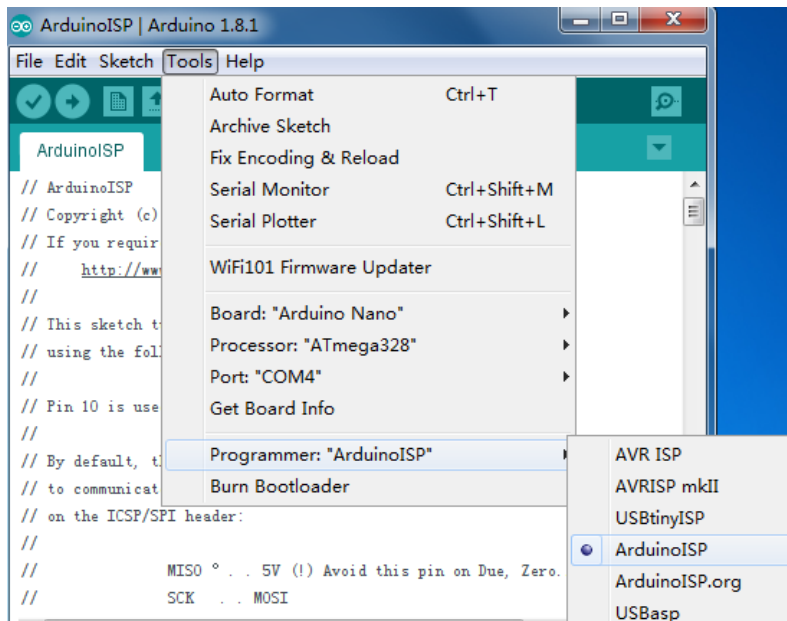 ArduinoISP | Arduino 1.8.1
File Edit Sketch Tools Help
ArduinoISP
Auto Format Ctrl+T
Archive Sketch
Fix Encoding & Reload
Serial Monitor Ctrl+Shift+M
Serial Plotter Ctrl+Shift+L
WiFi101 Firmware Updater
Board: "Arduino Nano"
Processor: "ATmega328"
Port: "COM4"
Get Board Info
Programmer: "ArduinoISP"
Burn Bootloader
AVR ISP
AVRISP mkII
USBtinyISP
ArduinoISP
ArduinoISP.org
USBasp
// ArduinoISP
// Copyright (c)
// If you requir
// http://www
//
// This sketch t
// using the fol
//
// Pin 10 is use
//
// By default, t
// to communicat
// on the ICSP/SPI header:
//
// MISO ° . . 5V (!) Avoid this pin on Due, Zero.
// SCK . . MOSI